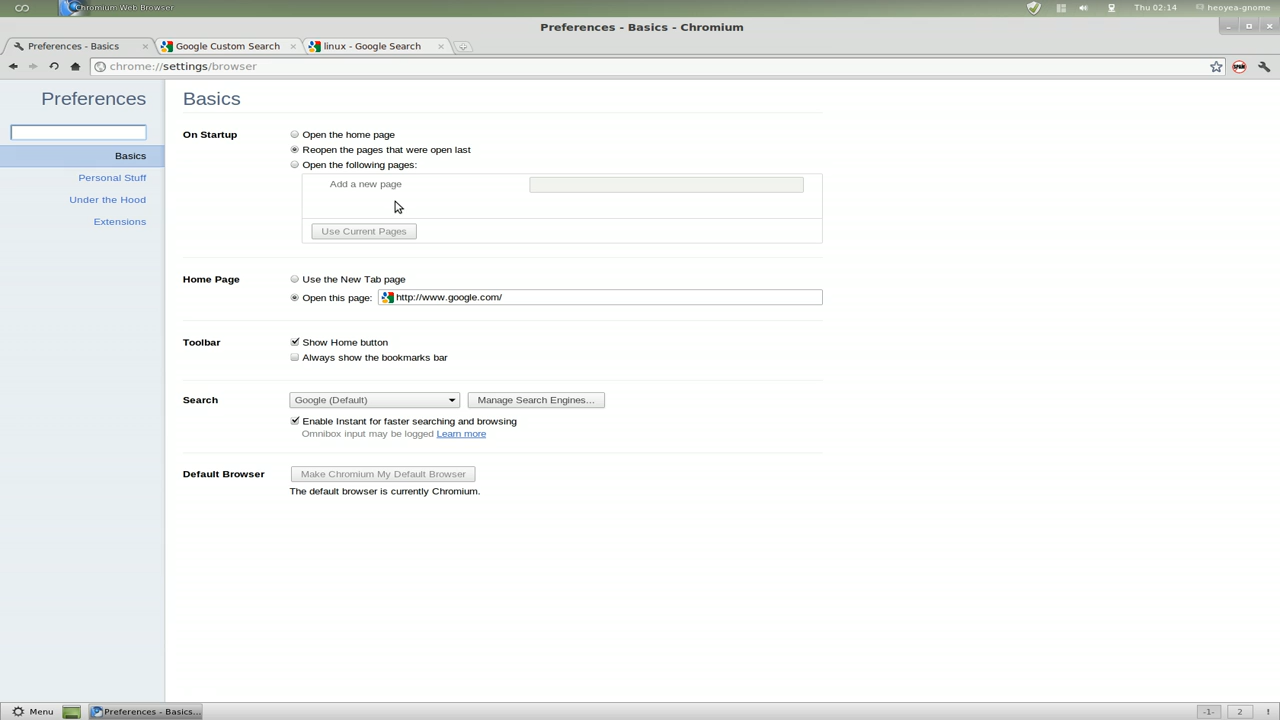 Chromium Web Browser
Thu 02:14
heoyea-gnome
Preferences - Basics - Chromium
Preferences - Basics
Google Custom Search
linux - Google Search
chrome://settings/browser
SPAM
Preferences
Basics
Personal Stuff
Under the Hood
Extensions
Basics
On Startup
Open the home page
Reopen the pages that were open last
Open the following pages:
Add a new page
Use Current Pages
Home Page
Use the New Tab page
Open this page:
http://www.google.com/
Toolbar
Show Home button
Always show the bookmarks bar
Search
Google (Default)
Manage Search Engines...
Enable Instant for faster searching and browsing
Omnibox input may be logged Learn more
Default Browser
Make Chromium My Default Browser
The default browser is currently Chromium.
Menu
Preferences - Basics...
-1-
2